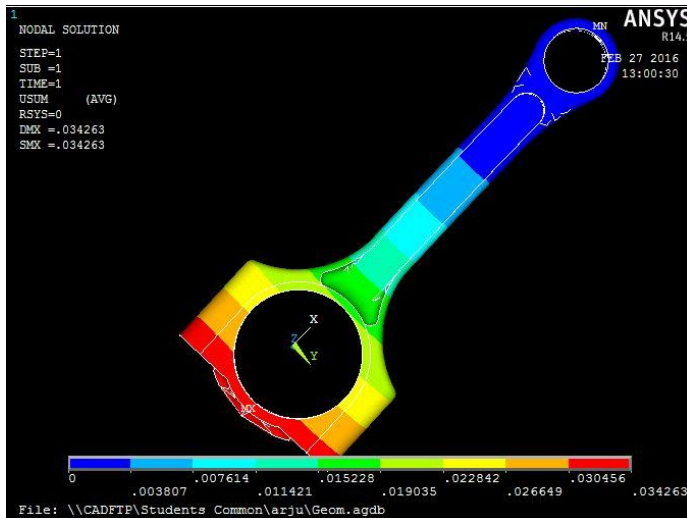 1
NODAL SOLUTION
STEP=1
SUB =1
TIME=1
USUM (AVG)
RSYS=0
DMX =.034263
SMX =.034263
ANSYS
R14.5
FEB 27 2016
13:00:30
MN
X
Z
Y
MX
0 .007614 .015228 .022842 .030456
.003807 .011421 .019035 .026649 .034263
File: \\CADFTP\Students Common\arju\Geom.agdb